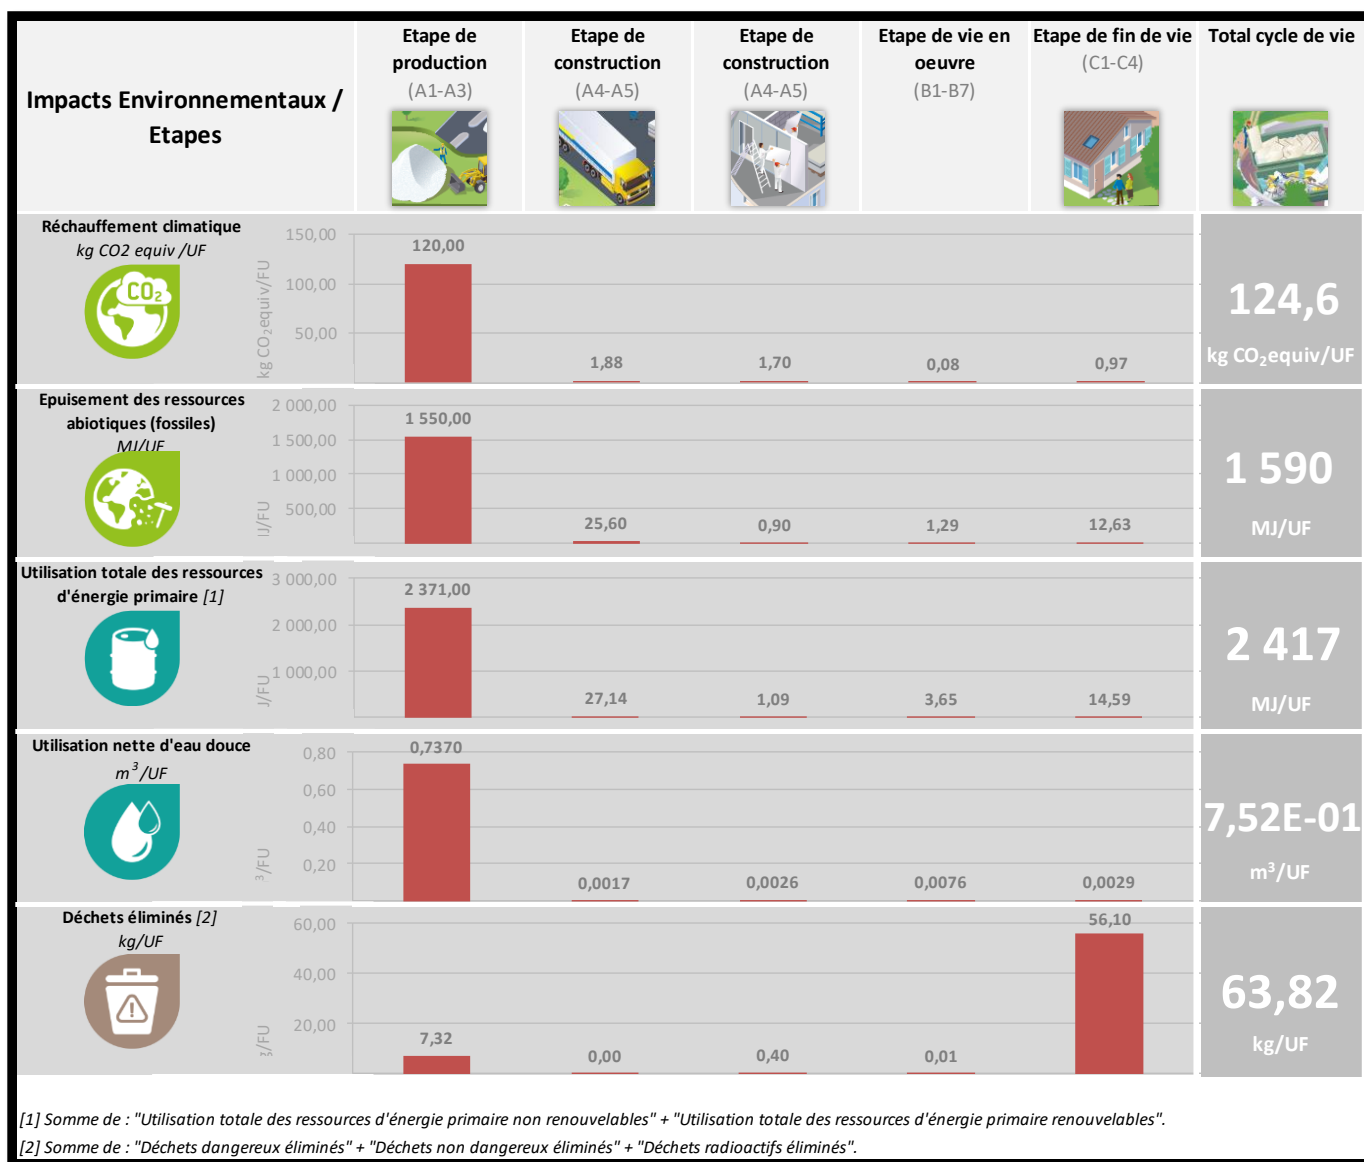 Impacts Environnementaux /
Etapes
Etape de
production
(A1-A3)
Etape de
construction
(A4-A5)
Etape de
construction
(A4-A5)
Etape de vie en
oeuvre
(B1-B7)
Etape de fin de vie
(C1-C4)
Total cycle de vie
Réchauffement climatique
kg CO2 equiv /UF
CO₂
kg CO₂equiv/FU
150,00
100,00
50,00
120,00
1,88
1,70
0,08
0,97
124,6
kg CO₂equiv/UF
Epuisement des ressources
abiotiques (fossiles)
MJ/UF
2 000,00
1 500,00
1 000,00
500,00
1 550,00
25,60
0,90
1,29
12,63
1 590
MJ/UF
Utilisation totale des ressources
d'énergie primaire [1]
J/FU
3 000,00
2 000,00
1 000,00
2 371,00
27,14
1,09
3,65
14,59
2 417
MJ/UF
Utilisation nette d'eau douce
m³/UF
³/FU
0,80
0,60
0,40
0,20
0,7370
0,0017
0,0026
0,0076
0,0029
7,52E-01
m³/UF
Déchets éliminés [2]
kg/UF
60,00
40,00
20,00
7,32
0,00
0,40
0,01
56,10
63,82
kg/UF
[1] Somme de : "Utilisation totale des ressources d'énergie primaire non renouvelables" + "Utilisation totale des ressources d'énergie primaire renouvelables".
[2] Somme de : "Déchets dangereux éliminés" + "Déchets non dangereux éliminés" + "Déchets radioactifs éliminés".